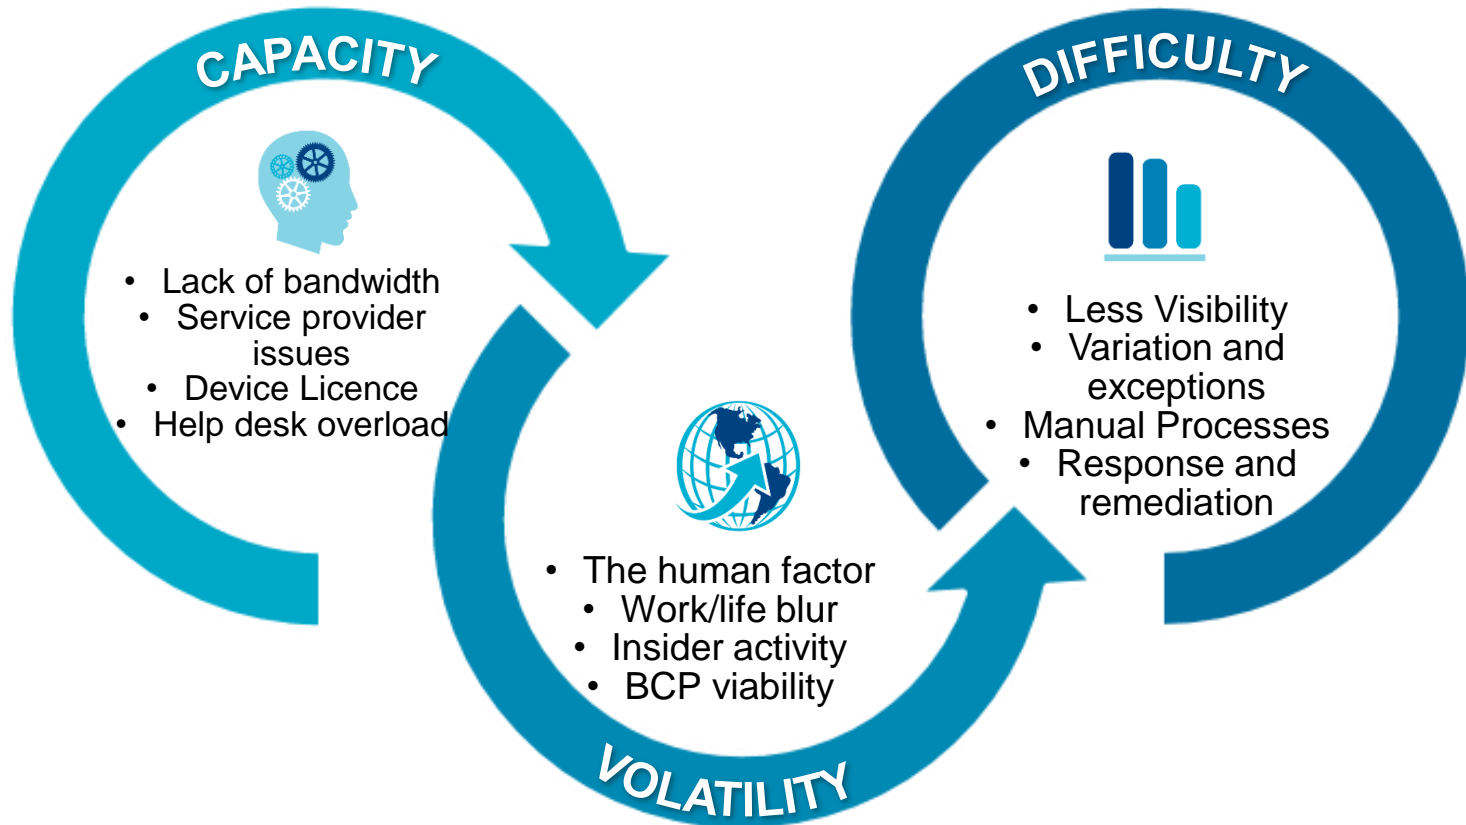 CAPACITY
• Lack of bandwidth
• Service provider
issues
• Device Licence
• Help desk overload
VOLATILITY
• The human factor
• Work/life blur
• Insider activity
• BCP viability
DIFFICULTY
• Less Visibility
• Variation and
exceptions
• Manual Processes
• Response and
remediation